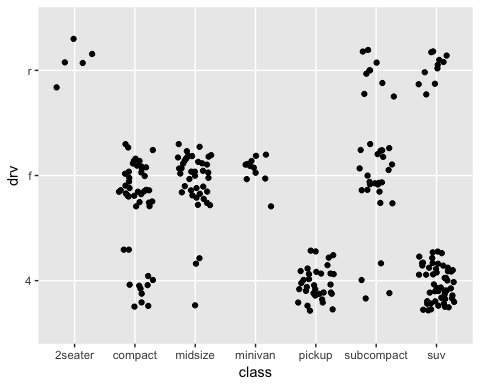 r
f
4
drv
2seater compact midsize minivan pickup subcompact suv
class